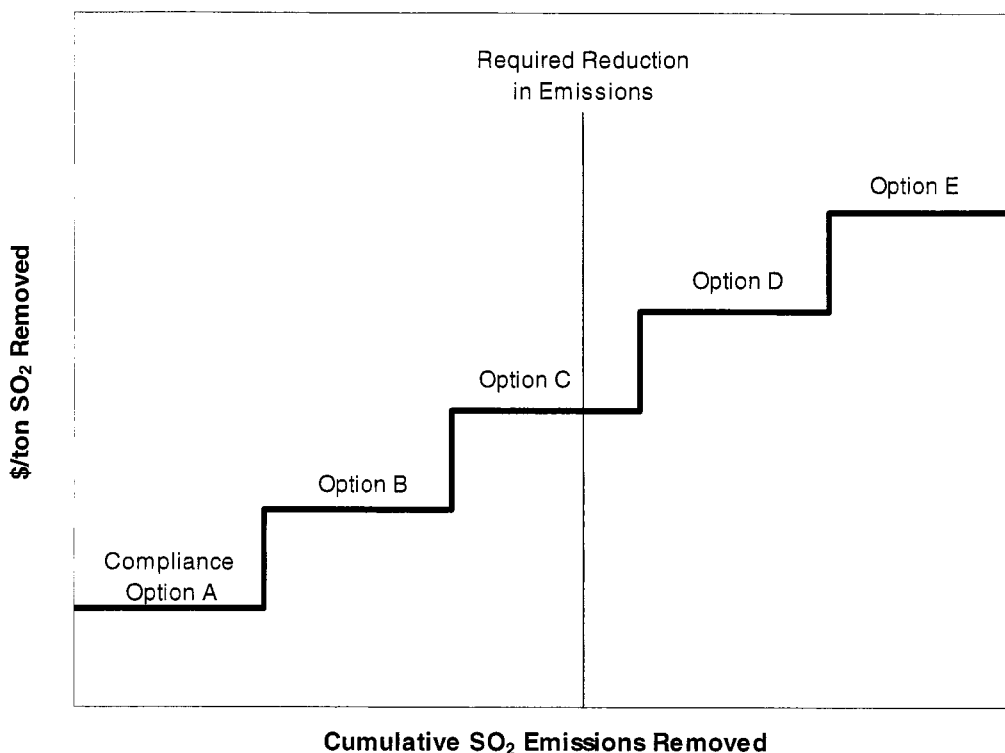 Required Reduction
in Emissions
Option E
Option D
Option C
Option B
Compliance
Option A
$/ton SO₂ Removed
Cumulative SO₂ Emissions Removed